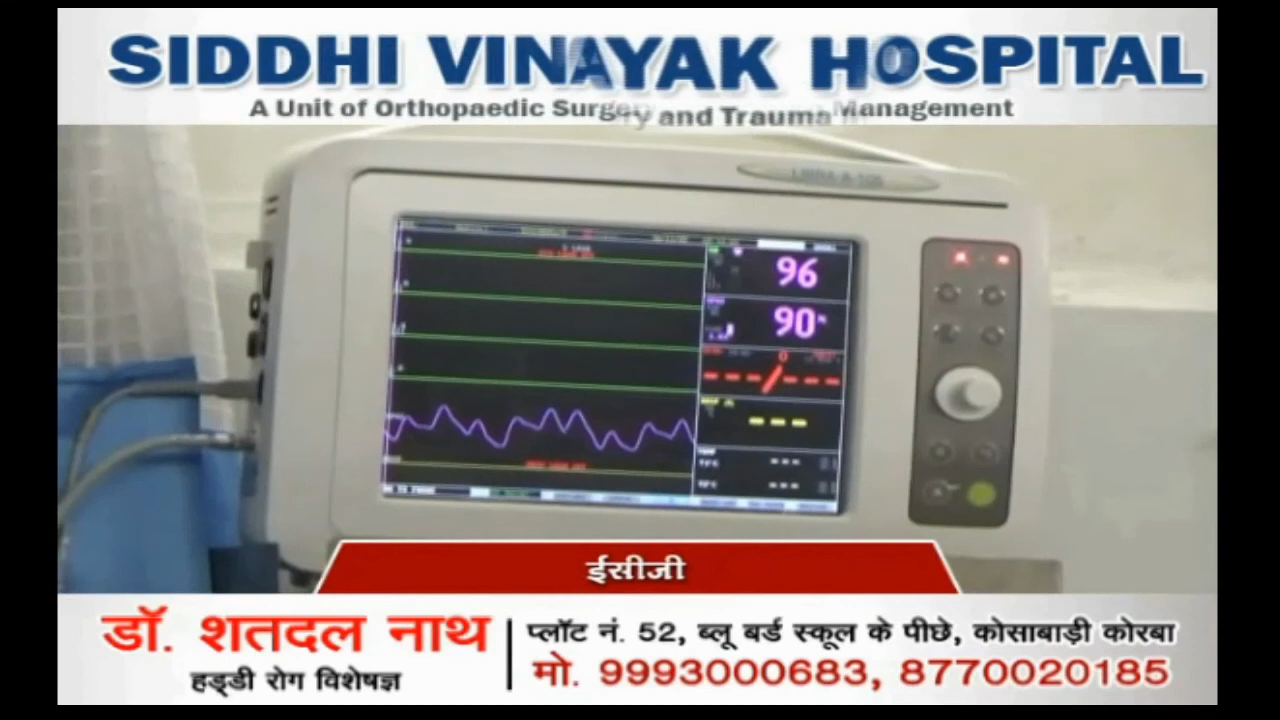 SIDDHI VINAYAK HOSPITAL
A Unit of Orthopaedic Surgery and Trauma Management
96
90
ईसीजी
डॉ. शतदल नाथ
हड्डी रोग विशेषज्ञ
प्लॉट नं. 52, ब्लू बर्ड स्कूल के पीछे, कोसाबाड़ी कोरबा
मो. 9993000683, 8770020185